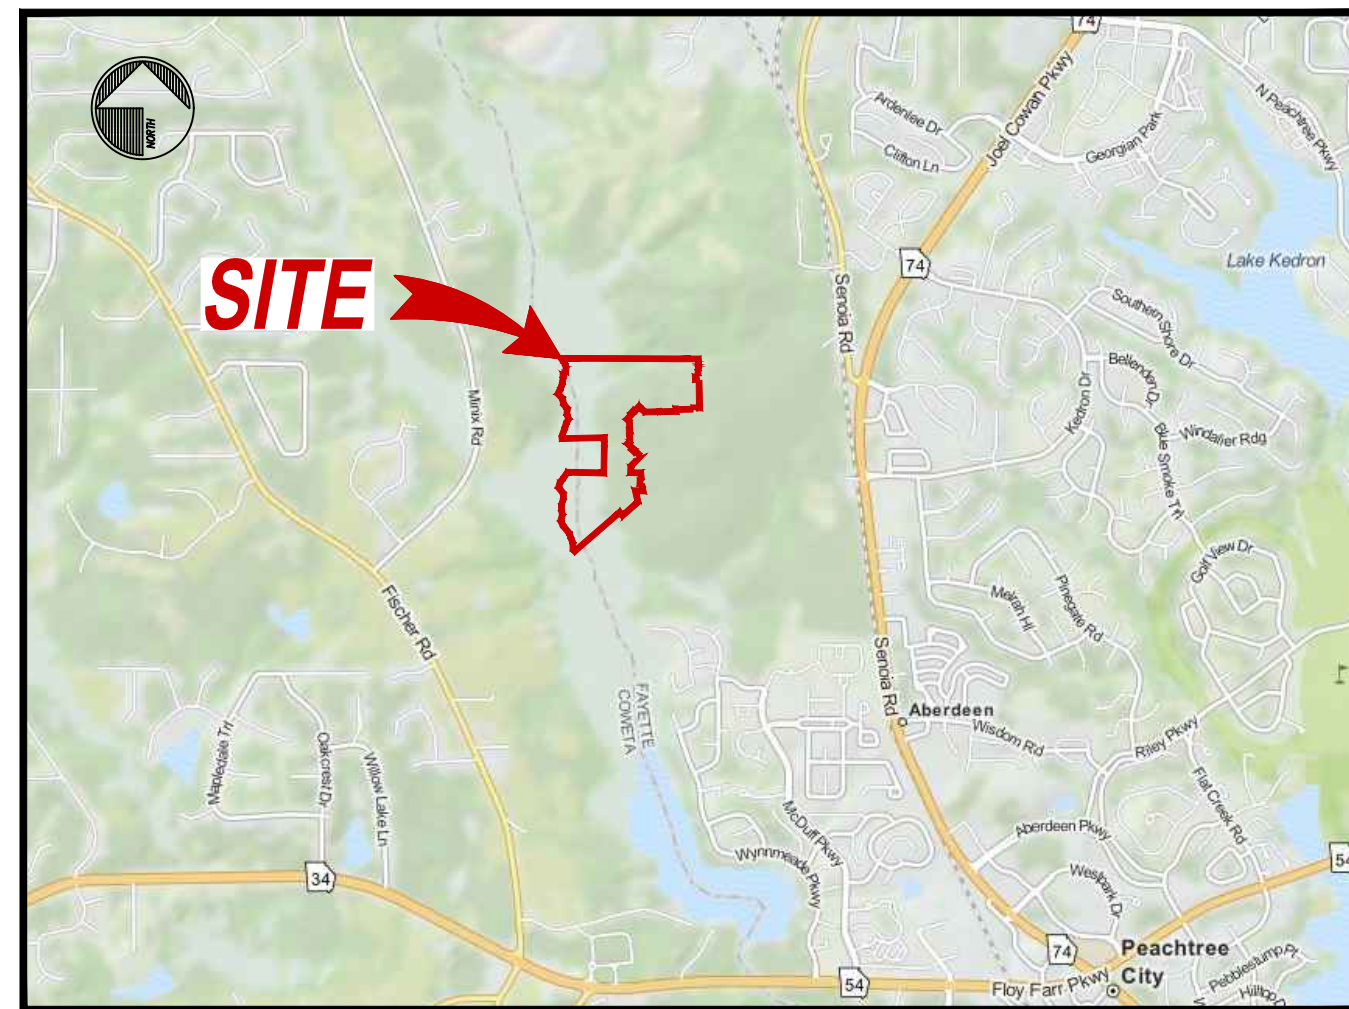 74
N Peachtree Pkwy
Joel Cowan Pkwy
Ardenlee Dr
Clifton Ln
Georgian Park
NORTH
SITE
74
Lake Kedron
Senoia Rd
Southern Shore Dr
Bellenden Dr
Kedron Dr
Minix Rd
Windalier Rdg
Blue Smoke Trl
Golf View Dr
Fischer Rd
Pinegate Rd
Senoia Rd
FAYETTE
COWETA
Aberdeen
Wisdom Rd
Riley Pkwy
Mapledale Trl
Oakcrest Dr
Willow Lake Ln
Flat Creek Rd
McDuff Pkwy
Aberdeen Pkwy
Wynnmeade Pkwy
Westpark Dr
54
34
74
Peachtree
City
54
Floy Farr Pkwy
Pebblestump Pt
Hilltop D